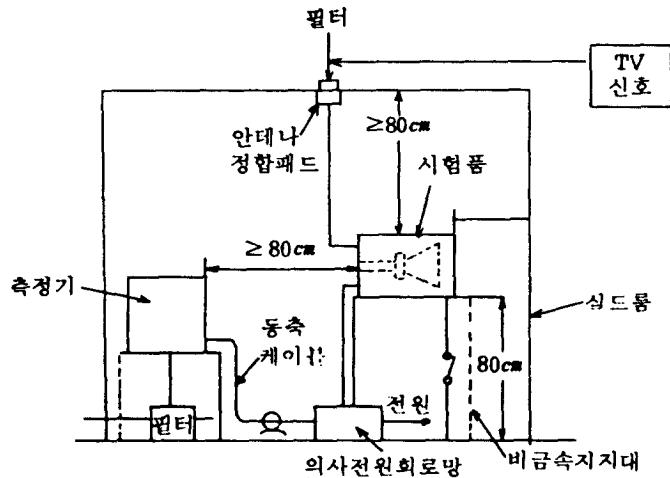 필터
TV
신호
≥80cm
안테나
정합패드
시험품
≥80cm
측정기
동축
쉴드룸
80cm
전원
필터
의사전원회로망
비금속지지대